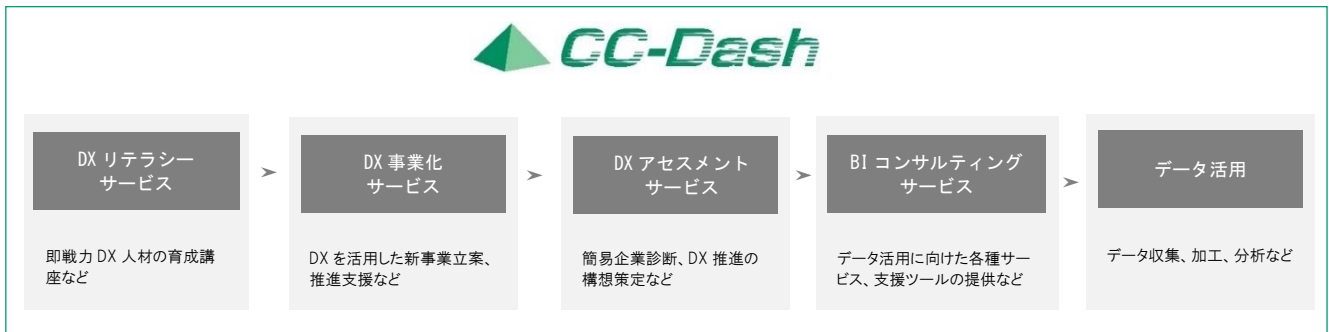 CC-Dash
DX リテラシー
サービス
➤
DX 事業化
サービス
➤
DX アセスメント
サービス
➤
BI コンサルティング
サービス
➤
データ活用
即戦力 DX 人材の育成講
座など
DX を活用した新事業立案、
推進支援など
簡易企業診断、DX 推進の
構想策定など
データ活用に向けた各種サー
ビス、支援ツールの提供など
データ収集、加工、分析など